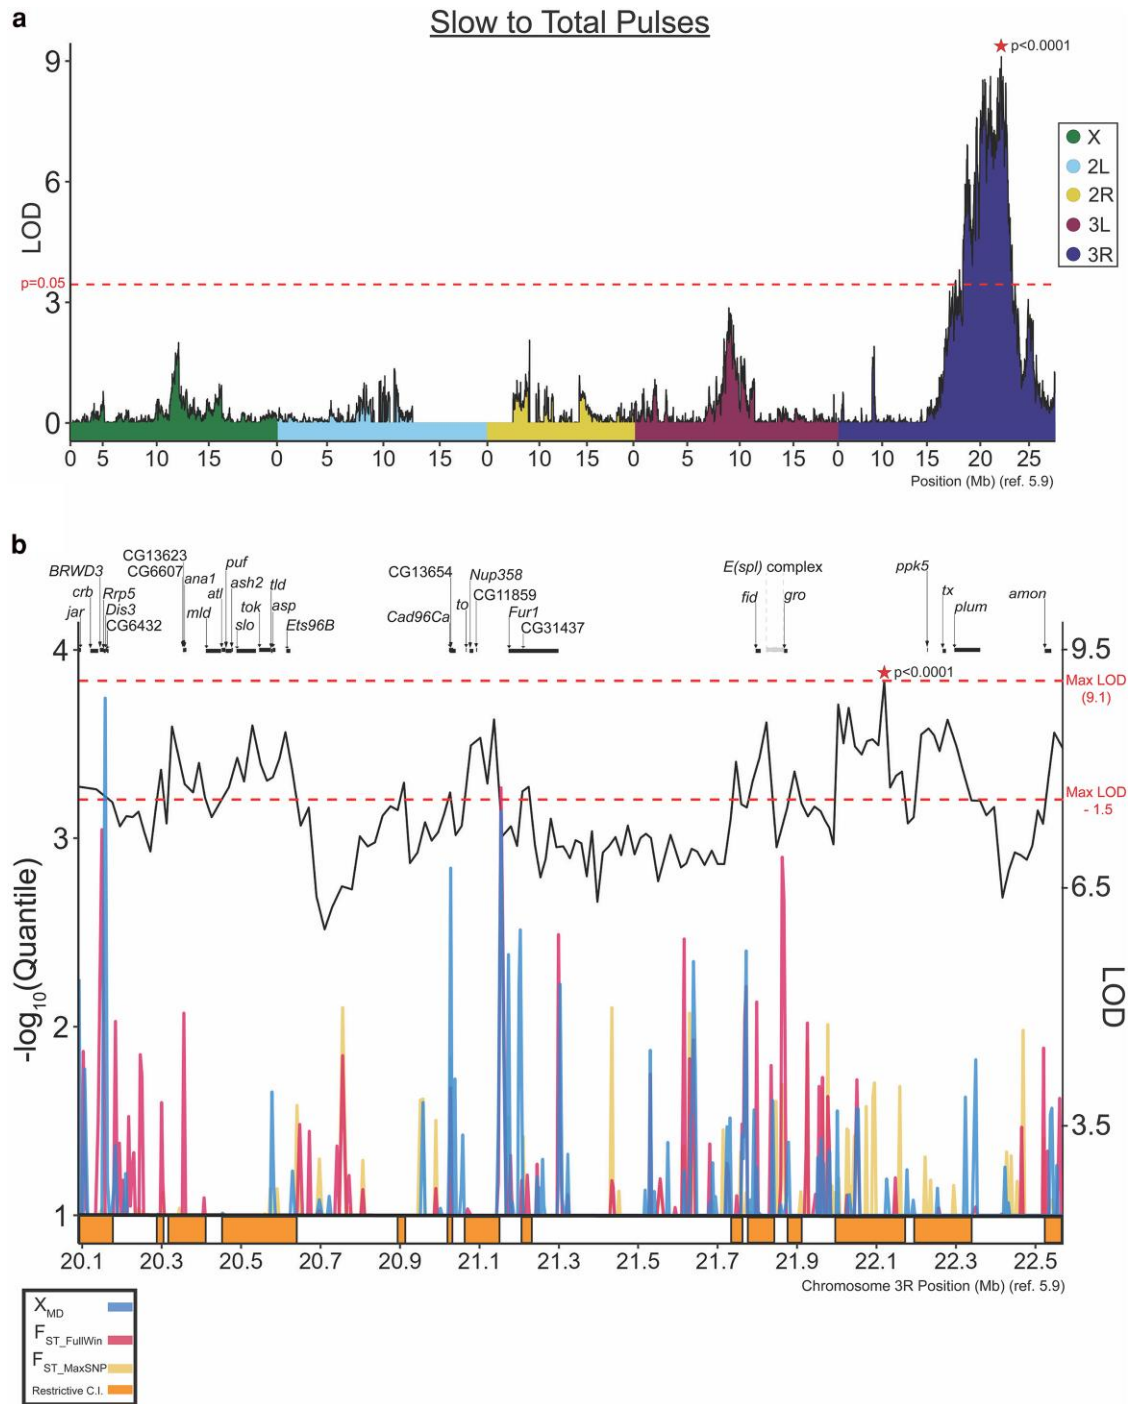 a
Slow to Total Pulses
p<0.0001
9
6
3
0
LOD
p=0.05
X
2L
2R
3L
3R
0 5 10 15 0 5 10 15 0 10 15 0 5 10 15 0 10 15 20 25
Position (Mb) (ref. 5.9)
b
CG13623
CG6607
BRWD3
crb
jar
Rrp5
Dis3
CG6432
ana1
mld
puf
atl
ash2
tok
slo
tld
asp
Ets96B
CG13654
Cad96Ca
to
Nup358
CG11859
Fur1
CG31437
E(spl) complex
fid
gro
ppk5
tx
plum
amon
4
3
2
1
-log10(Quantile)
9.5
6.5
3.5
LOD
p<0.0001
Max LOD
(9.1)
Max LOD
- 1.5
20.1 20.3 20.5 20.7 20.9 21.1 21.3 21.5 21.7 21.9 22.1 22.3 22.5
Chromosome 3R Position (Mb) (ref. 5.9)
XMD
FST_FullWin
FST_MaxSNP
Restrictive C.I.